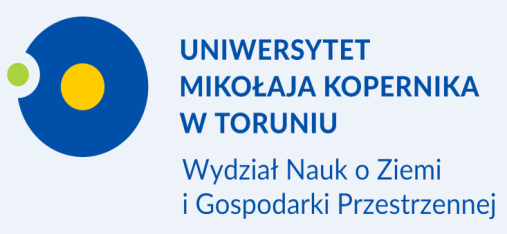 UNIWERSYTET
MIKOŁAJA KOPERNIKA
W TORUNIU
Wydział Nauk o Ziemi
i Gospodarki Przestrzennej